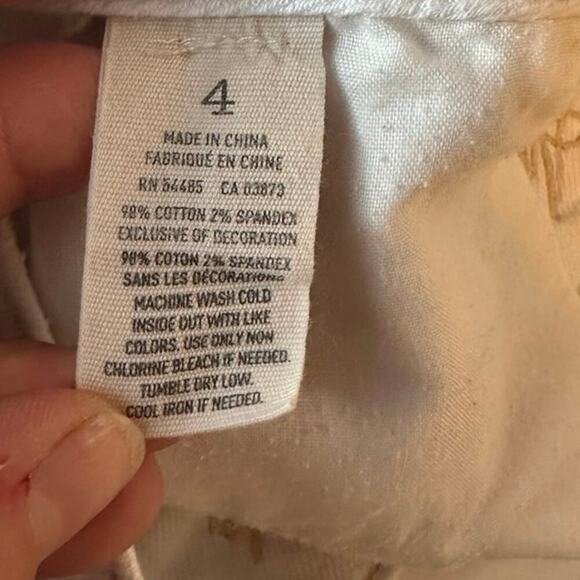 4
MADE IN CHINA
FABRIQUÉ EN CHINE
RN 54485 CA 03873
98% COTTON 2% SPANDEX
EXCLUSIVE OF DECORATION
98% COTON 2% SPANDEX
SANS LES DÉCORATIONS
MACHINE WASH COLD
INSIDE OUT WITH LIKE
COLORS. USE ONLY NON
CHLORINE BLEACH IF NEEDED.
TUMBLE DRY LOW.
COOL IRON IF NEEDED.